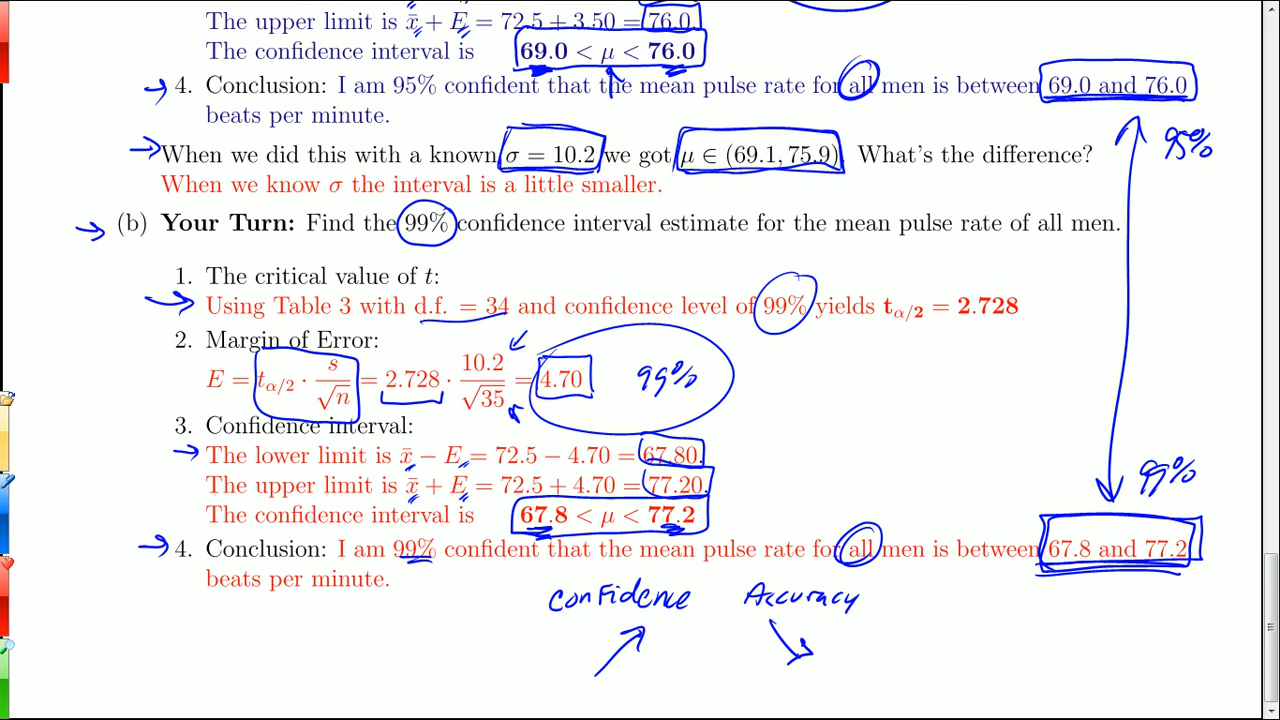 The upper limit is x̄ + E = 72.5 + 3.50 = 76.0.
The confidence interval is 69.0 < μ < 76.0
4. Conclusion: I am 95% confident that the mean pulse rate for all men is between 69.0 and 76.0
beats per minute.
95%
When we did this with a known σ = 10.2 we got μ ∈ (69.1, 75.9). What's the difference?
When we know σ the interval is a little smaller.
(b) Your Turn: Find the 99% confidence interval estimate for the mean pulse rate of all men.
1. The critical value of t:
Using Table 3 with d.f. = 34 and confidence level of 99% yields t_α/2 = 2.728
2. Margin of Error:
E = t_α/2 · s/√n = 2.728 · 10.2/√35 = 4.70 99%
3. Confidence interval:
The lower limit is x̄ − E = 72.5 − 4.70 = 67.80.
The upper limit is x̄ + E = 72.5 + 4.70 = 77.20.
99%
The confidence interval is 67.8 < μ < 77.2
4. Conclusion: I am 99% confident that the mean pulse rate for all men is between 67.8 and 77.2
beats per minute.
Confidence Accuracy